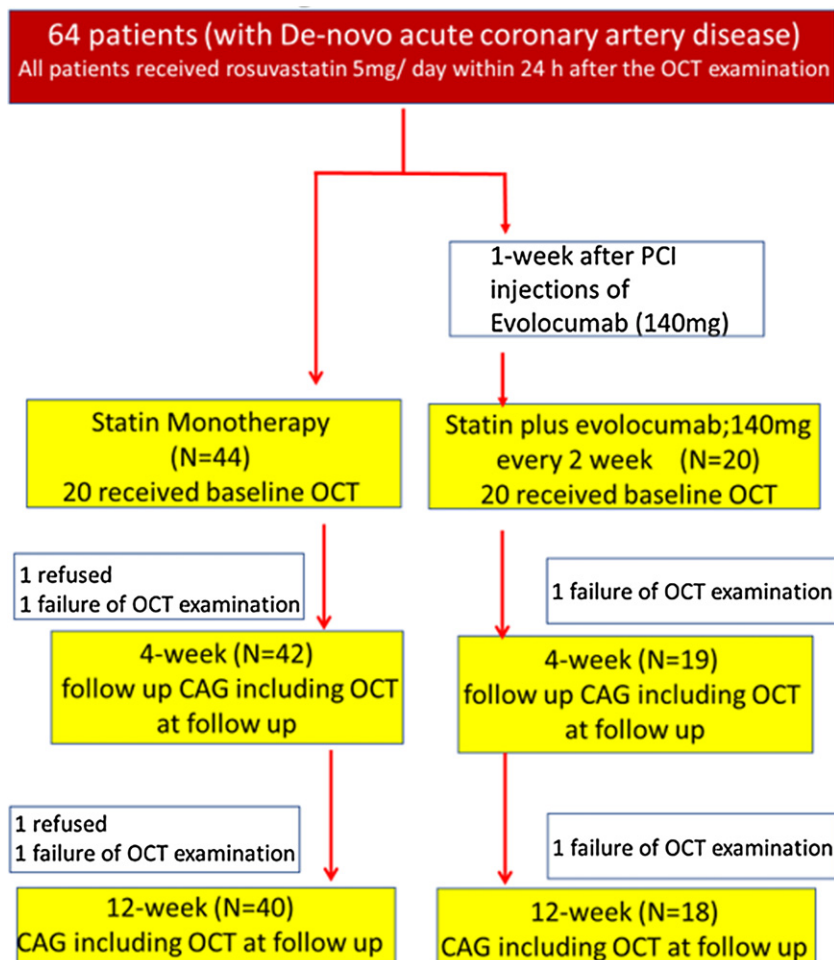 64 patients (with De-novo acute coronary artery disease)
All patients received rosuvastatin 5mg/ day within 24 h after the OCT examination
1-week after PCI
injections of
Evolocumab (140mg)
Statin Monotherapy
(N=44)
20 received baseline OCT
Statin plus evolocumab;140mg
every 2 week (N=20)
20 received baseline OCT
1 refused
1 failure of OCT examination
1 failure of OCT examination
4-week (N=42)
follow up CAG including OCT
at follow up
4-week (N=19)
follow up CAG including OCT
at follow up
1 refused
1 failure of OCT examination
1 failure of OCT examination
12-week (N=40)
CAG including OCT at follow up
12-week (N=18)
CAG including OCT at follow up